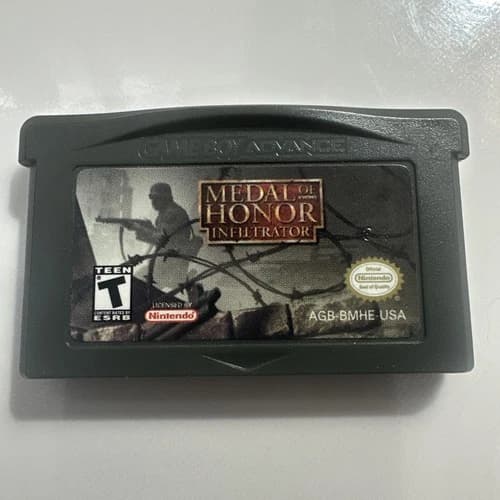 GAME BOY ADVANCE
MEDAL OF
HONOR
INFILTRATOR
TEEN
T
CONTENT RATED BY
ESRB
LICENSED BY
Nintendo
Official
Nintendo
Seal of Quality
AGB-BMHE-USA